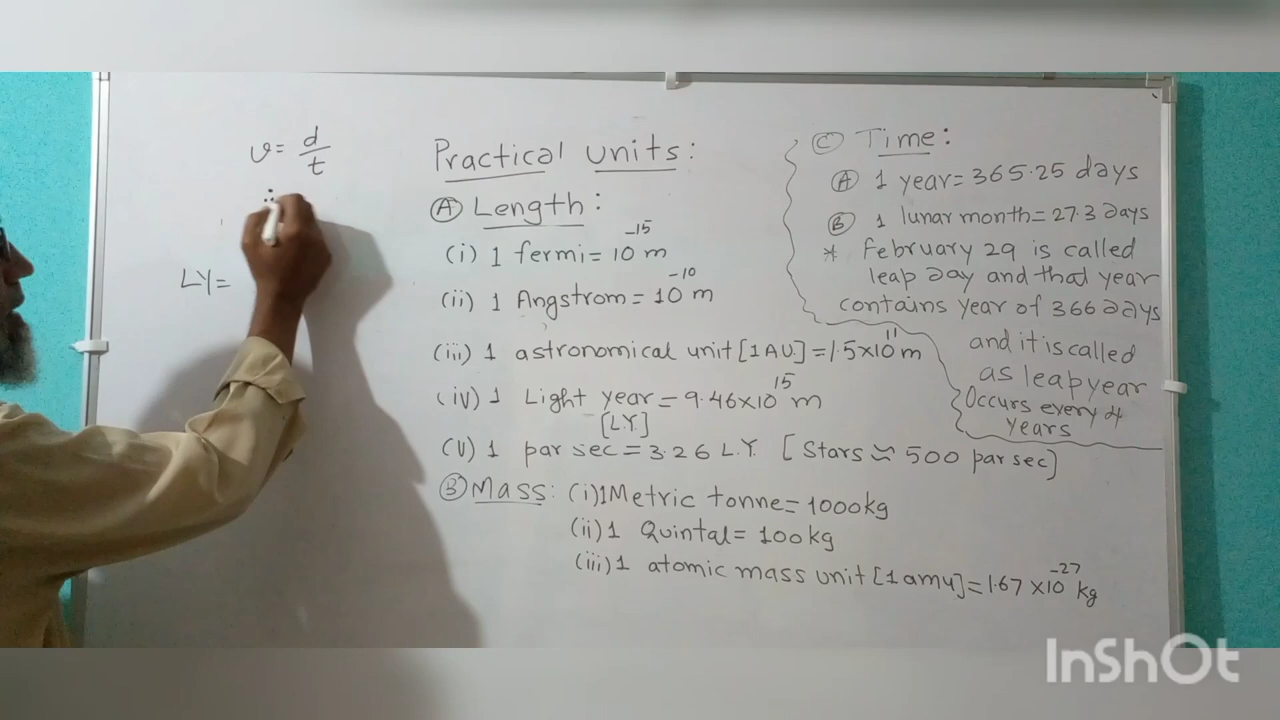 v = d/t
∴
LY =
Practical units:
Ⓐ Length:
(i) 1 fermi = 10⁻¹⁵ m
(ii) 1 Angstrom = 10⁻¹⁰ m
(iii) 1 astronomical unit [1 A.U.] = 1.5×10¹¹ m
(iv) 1 Light year = 9.46×10¹⁵ m
[L.Y.]
(v) 1 par sec = 3.26 L.Y. [Stars ≈ 500 par sec]
Ⓑ Mass: (i) 1 Metric tonne = 1000 kg
(ii) 1 Quintal = 100 kg
(iii) 1 atomic mass unit [1 amu] = 1.67 ×10⁻²⁷ kg
Ⓒ Time:
Ⓐ 1 year = 365.25 days
Ⓑ 1 lunar month = 27.3 days
* February 29 is called
leap day and that year
contains year of 366 days
and it is called
as leap year
Occurs every 4
years
InShOt